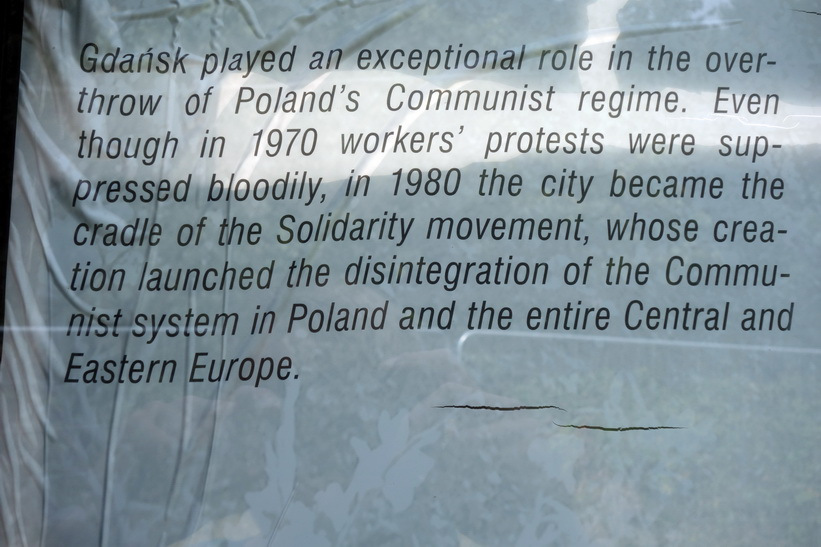 Gdańsk played an exceptional role in the over-
throw of Poland's Communist regime. Even
though in 1970 workers' protests were sup-
pressed bloodily, in 1980 the city became the
cradle of the Solidarity movement, whose crea-
tion launched the disintegration of the Commu-
nist system in Poland and the entire Central and
Eastern Europe.